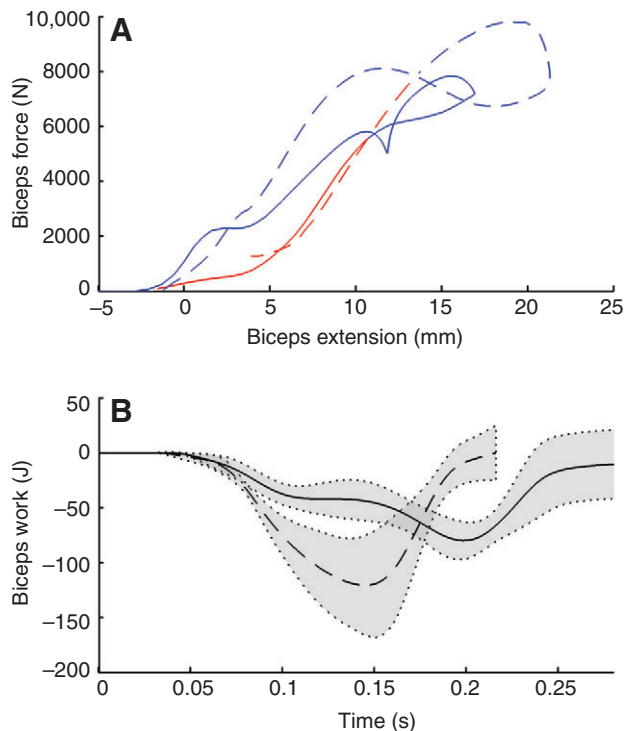 A
10,000
8000
6000
4000
2000
0
Biceps force (N)
−5 0 5 10 15 20 25
Biceps extension (mm)
B
50
0
−50
−100
−150
−200
Biceps work (J)
0 0.05 0.1 0.15 0.2 0.25
Time (s)